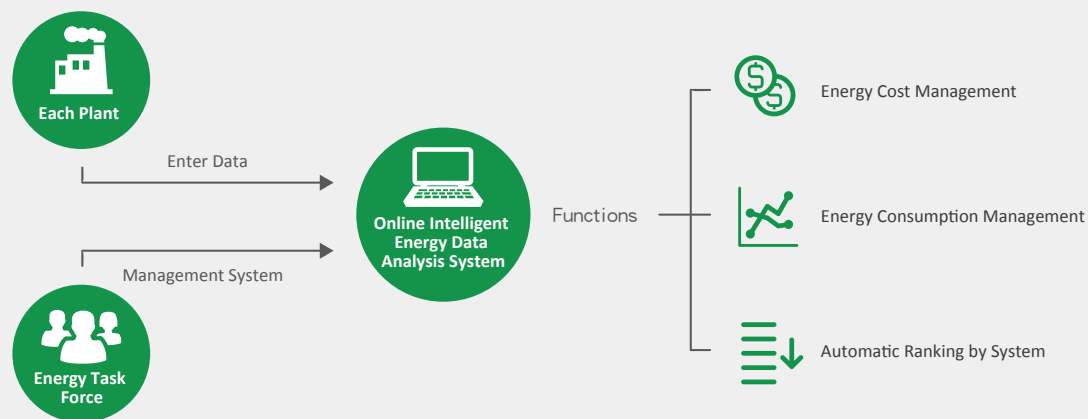 Each Plant
Enter Data
Management System
Energy Task
Force
Online Intelligent
Energy Data
Analysis System
Functions
Energy Cost Management
Energy Consumption Management
Automatic Ranking by System